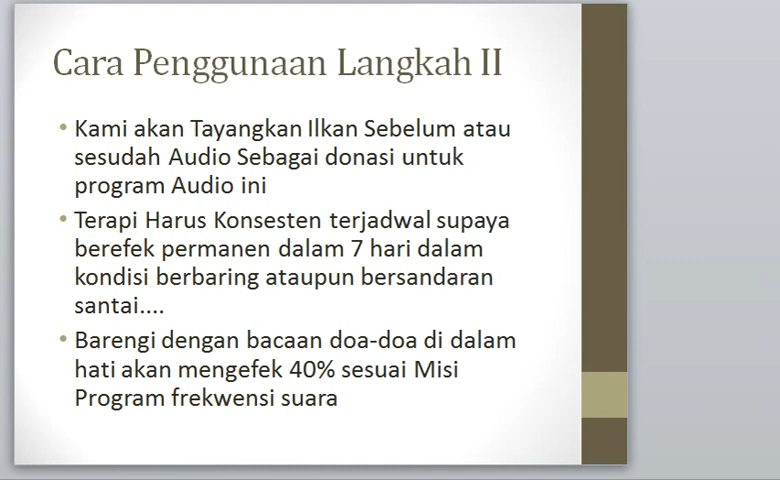 Cara Penggunaan Langkah II
• Kami akan Tayangkan Ilkan Sebelum atau
sesudah Audio Sebagai donasi untuk
program Audio ini
• Terapi Harus Konsesten terjadwal supaya
berefek permanen dalam 7 hari dalam
kondisi berbaring ataupun bersandaran
santai....
• Barengi dengan bacaan doa-doa di dalam
hati akan mengefek 40% sesuai Misi
Program frekwensi suara